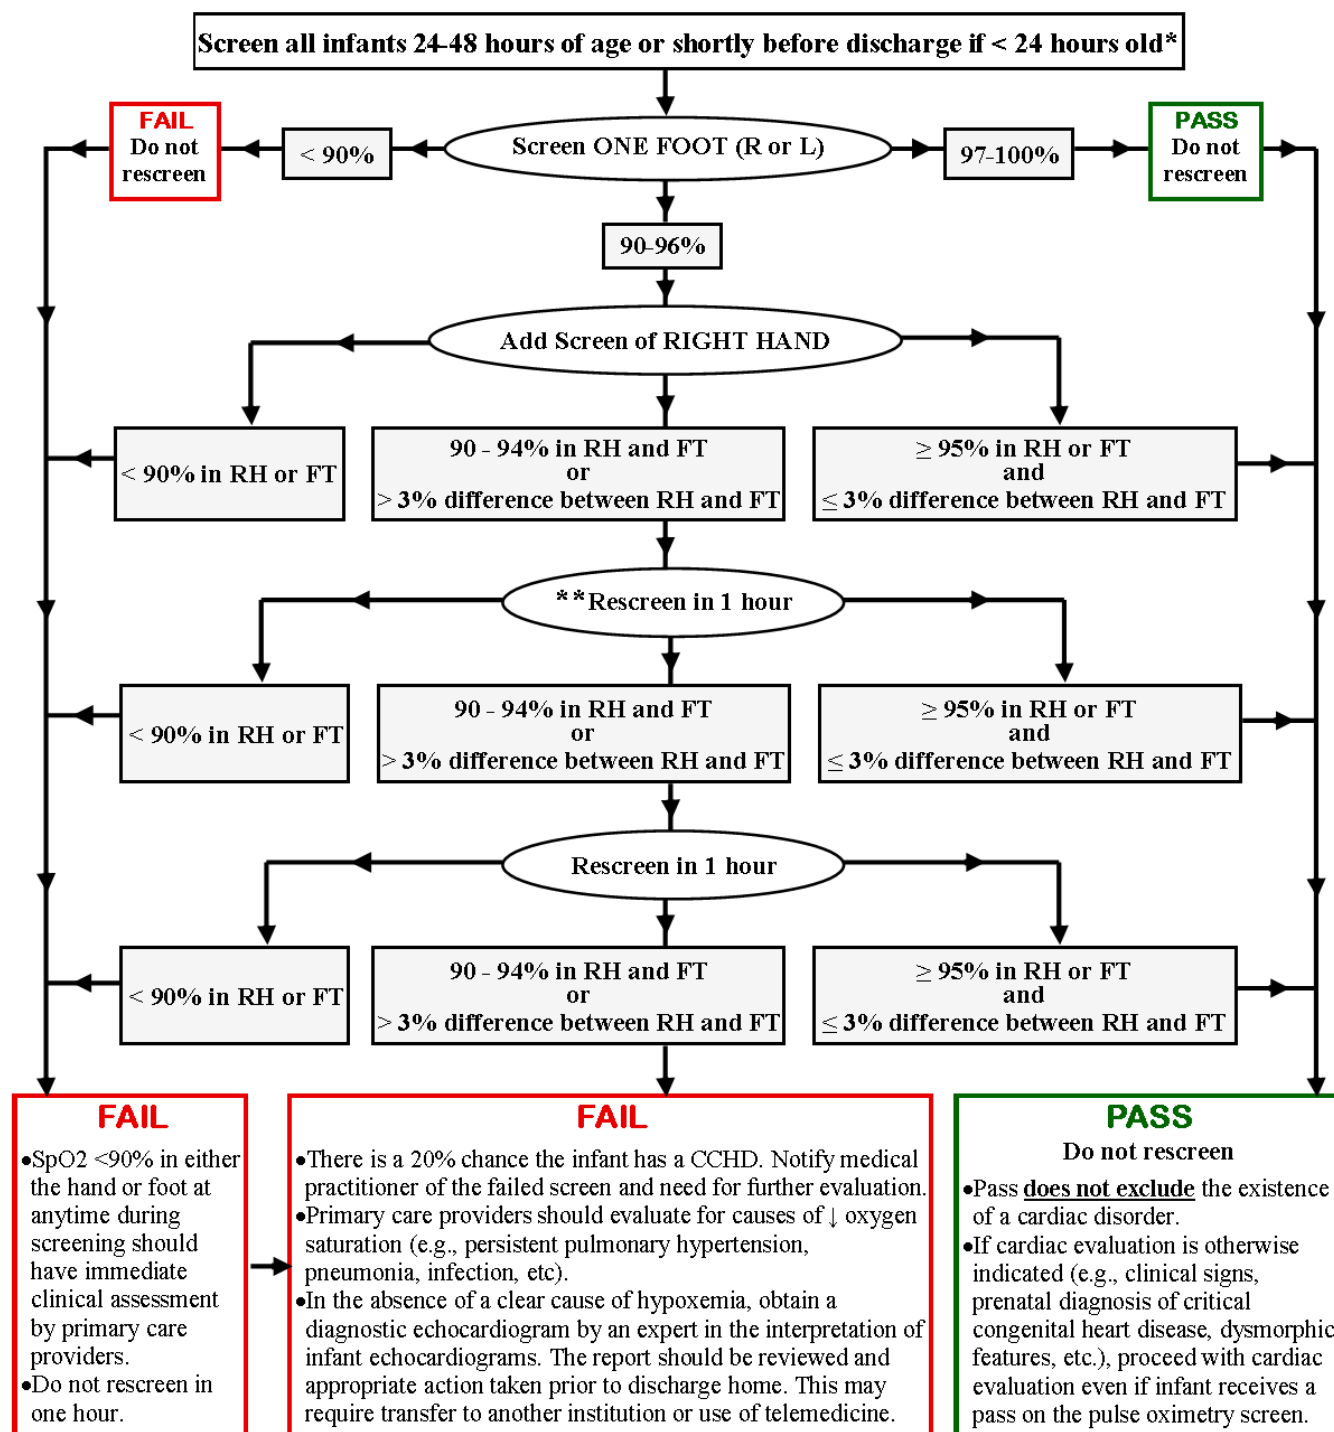 Screen all infants 24-48 hours of age or shortly before discharge if < 24 hours old*
FAIL
Do not
rescreen
< 90%
Screen ONE FOOT (R or L)
97-100%
PASS
Do not
rescreen
90-96%
Add Screen of RIGHT HAND
< 90% in RH or FT
90 - 94% in RH and FT
or
> 3% difference between RH and FT
≥ 95% in RH or FT
and
≤ 3% difference between RH and FT
**Rescreen in 1 hour
< 90% in RH or FT
90 - 94% in RH and FT
or
> 3% difference between RH and FT
≥ 95% in RH or FT
and
≤ 3% difference between RH and FT
Rescreen in 1 hour
< 90% in RH or FT
90 - 94% in RH and FT
or
> 3% difference between RH and FT
≥ 95% in RH or FT
and
≤ 3% difference between RH and FT
FAIL
•SpO2 <90% in either
the hand or foot at
anytime during
screening should
have immediate
clinical assessment
by primary care
providers.
•Do not rescreen in
one hour.
FAIL
•There is a 20% chance the infant has a CCHD. Notify medical
practitioner of the failed screen and need for further evaluation.
•Primary care providers should evaluate for causes of ↓ oxygen
saturation (e.g., persistent pulmonary hypertension,
pneumonia, infection, etc).
•In the absence of a clear cause of hypoxemia, obtain a
diagnostic echocardiogram by an expert in the interpretation of
infant echocardiograms. The report should be reviewed and
appropriate action taken prior to discharge home. This may
require transfer to another institution or use of telemedicine.
PASS
Do not rescreen
•Pass does not exclude the existence
of a cardiac disorder.
•If cardiac evaluation is otherwise
indicated (e.g., clinical signs,
prenatal diagnosis of critical
congenital heart disease, dysmorphic
features, etc.), proceed with cardiac
evaluation even if infant receives a
pass on the pulse oximetry screen.